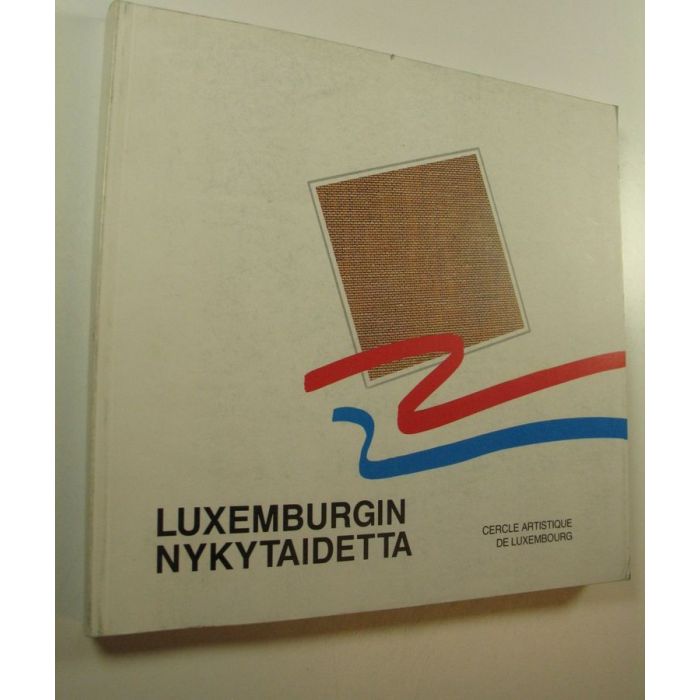 LUXEMBURGIN
NYKYTAIDETTA
CERCLE ARTISTIQUE
DE LUXEMBOURG